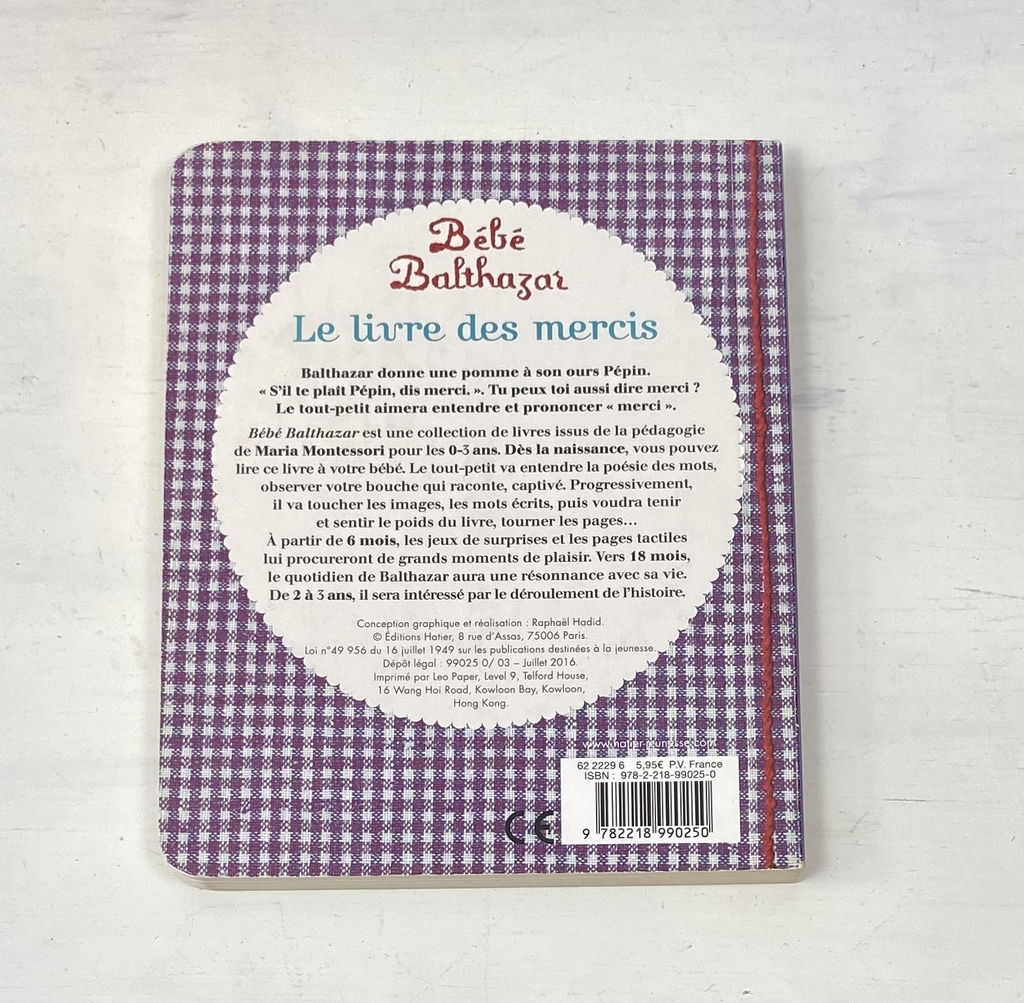 Bébé
Balthazar
Le livre des mercis
Balthazar donne une pomme à son ours Pépin.
« S'il te plaît Pépin, dis merci. ». Tu peux toi aussi dire merci ?
Le tout-petit aimera entendre et prononcer « merci ».
Bébé Balthazar est une collection de livres issus de la pédagogie
de Maria Montessori pour les 0-3 ans. Dès la naissance, vous pouvez
lire ce livre à votre bébé. Le tout-petit va entendre la poésie des mots,
observer votre bouche qui raconte, captivé. Progressivement,
il va toucher les images, les mots écrits, puis voudra tenir
et sentir le poids du livre, tourner les pages...
À partir de 6 mois, les jeux de surprises et les pages tactiles
lui procureront de grands moments de plaisir. Vers 18 mois,
le quotidien de Balthazar aura une résonnance avec sa vie.
De 2 à 3 ans, il sera intéressé par le déroulement de l'histoire.
Conception graphique et réalisation : Raphaël Hadid.
© Éditions Hatier, 8 rue d'Assas, 75006 Paris.
Loi n°49 956 du 16 juillet 1949 sur les publications destinées à la jeunesse.
Dépôt légal : 99025 0/ 03 – Juillet 2016.
Imprimé par Leo Paper, Level 9, Telford House,
16 Wang Hoi Road, Kowloon Bay, Kowloon,
Hong Kong.
www.hatier-jeunesse.com
62 2229 6 5,95€ P.V. France
ISBN : 978-2-218-99025-0
9 782218 990250
CE